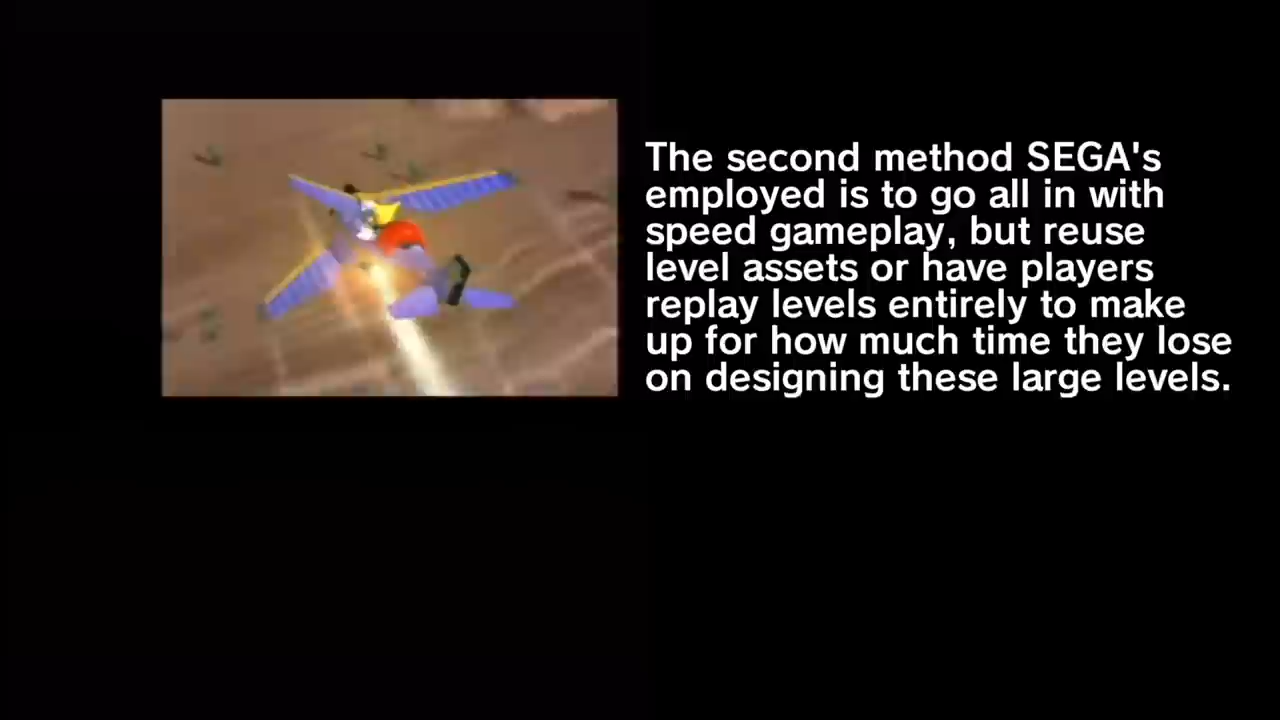 The second method SEGA's
employed is to go all in with
speed gameplay, but reuse
level assets or have players
replay levels entirely to make
up for how much time they lose
on designing these large levels.